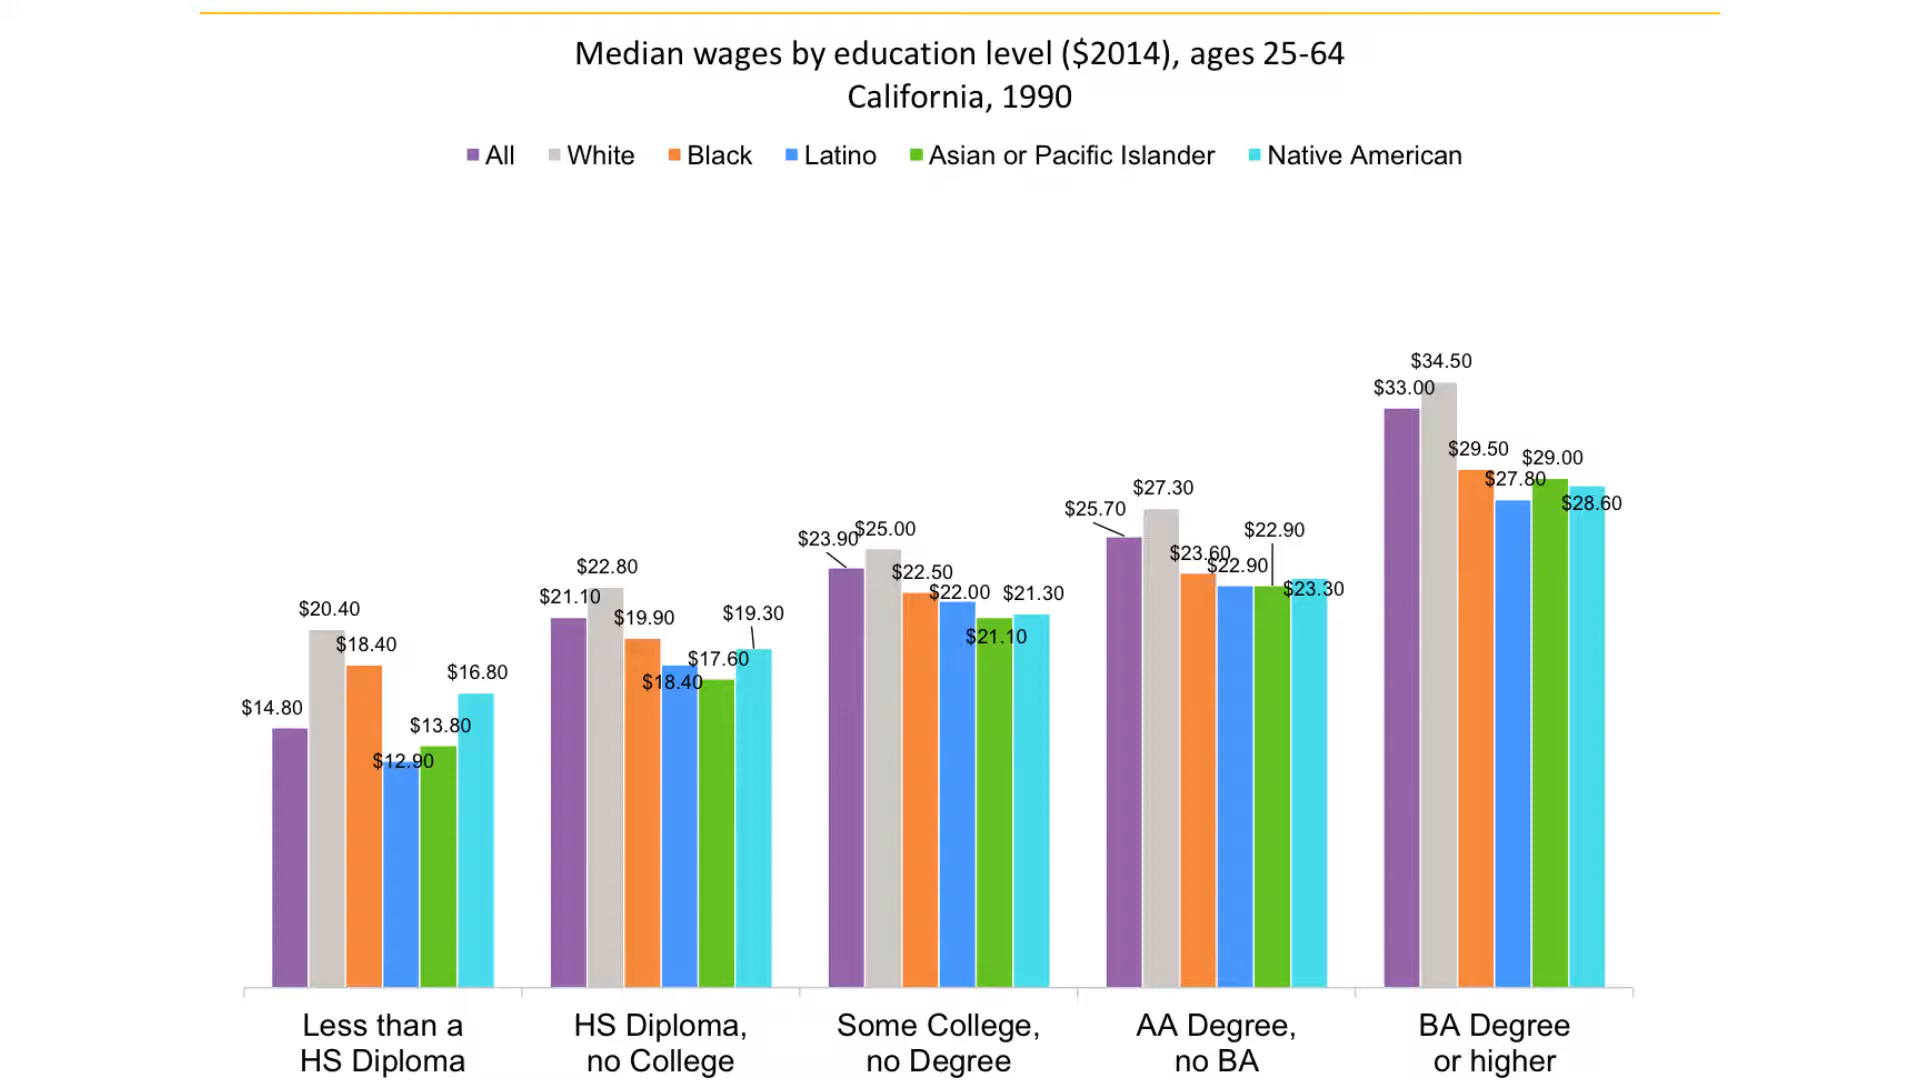 Median wages by education level ($2014), ages 25-64
California, 1990
All White Black Latino Asian or Pacific Islander Native American
$14.80 $20.40 $18.40 $12.90 $13.80 $16.80
$21.10 $22.80 $19.90 $18.40 $17.60 $19.30
$23.90 $25.00 $22.50 $22.00 $21.10 $21.30
$25.70 $27.30 $23.60 $22.90 $22.90 $23.30
$33.00 $34.50 $29.50 $27.80 $29.00 $28.60
Less than a
HS Diploma
HS Diploma,
no College
Some College,
no Degree
AA Degree,
no BA
BA Degree
or higher